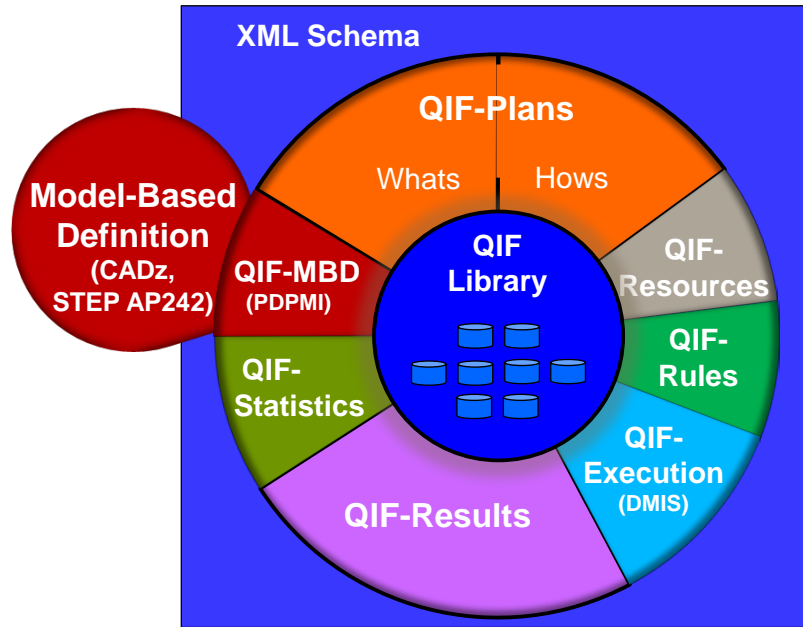 XML Schema
QIF-Plans
Whats
Hows
Model-Based
Definition
(CADz,
STEP AP242)
QIF-MBD
(PDPMI)
QIF
Library
QIF-
Resources
QIF-
Rules
QIF-
Statistics
QIF-
Execution
(DMIS)
QIF-Results